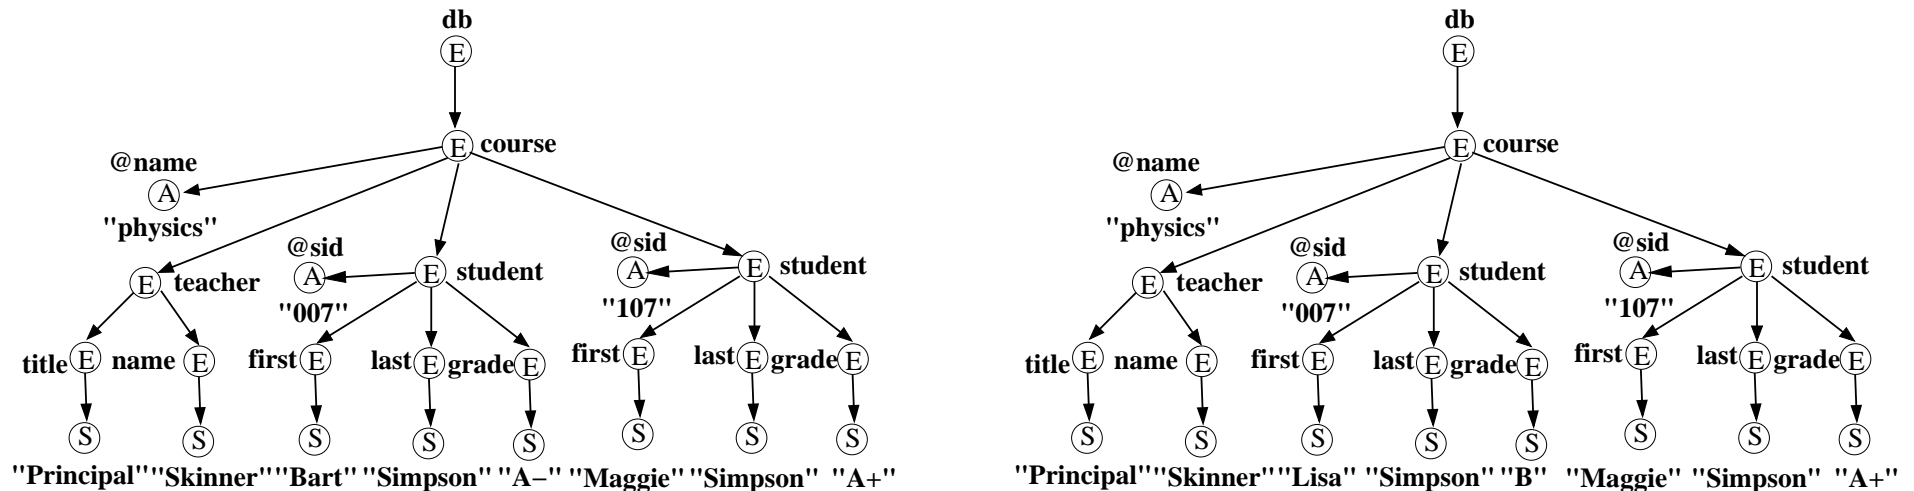 db
E
E course
@name
A
"physics"
@sid
A
"007"
E student
@sid
A
"107"
E student
E teacher
title E
name E
first E
last E
grade E
first E
last E
grade E
S S S S S S S S
"Principal" "Skinner" "Bart" "Simpson" "A−" "Maggie" "Simpson" "A+"
db
E
E course
@name
A
"physics"
@sid
A
"007"
E student
@sid
A
"107"
E student
E teacher
title E
name E
first E
last E
grade E
first E
last E
grade E
S S S S S S S S
"Principal" "Skinner" "Lisa" "Simpson" "B" "Maggie" "Simpson" "A+"